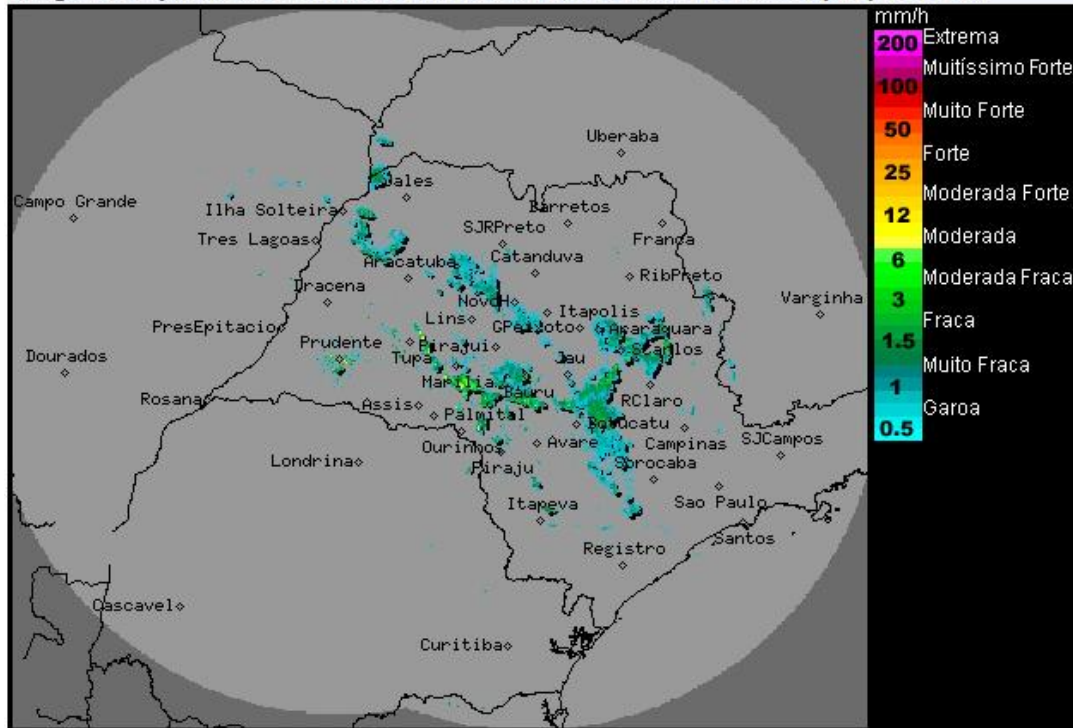 mm/h
200 Extrema
Muitíssimo Forte
100
Muito Forte
50
Forte
25
Moderada Forte
12
Moderada
6
Moderada Fraca
3
Fraca
1.5
Muito Fraca
1
Garoa
0.5
Uberaba
Jales
Campo Grande
Ilha Solteira
Barretos
SJRPreto
Franca
Tres Lagoas
Catanduva
Aracatuba
RibPreto
Dracena
Varginha
NovoH
Itapolis
Lins
GPeixoto
Araraquara
PresEpitacio
Prudente
Pirajui
SCarlos
Dourados
Tupa
Jau
Marilia
Bauru
Rosana
Assis
RClaro
Palmital
Botucatu
Ourinhos
Avare
Campinas
SJCampos
Londrina
Piraju
Sorocaba
Itapeva
Sao Paulo
Santos
Registro
Cascavel
Curitiba